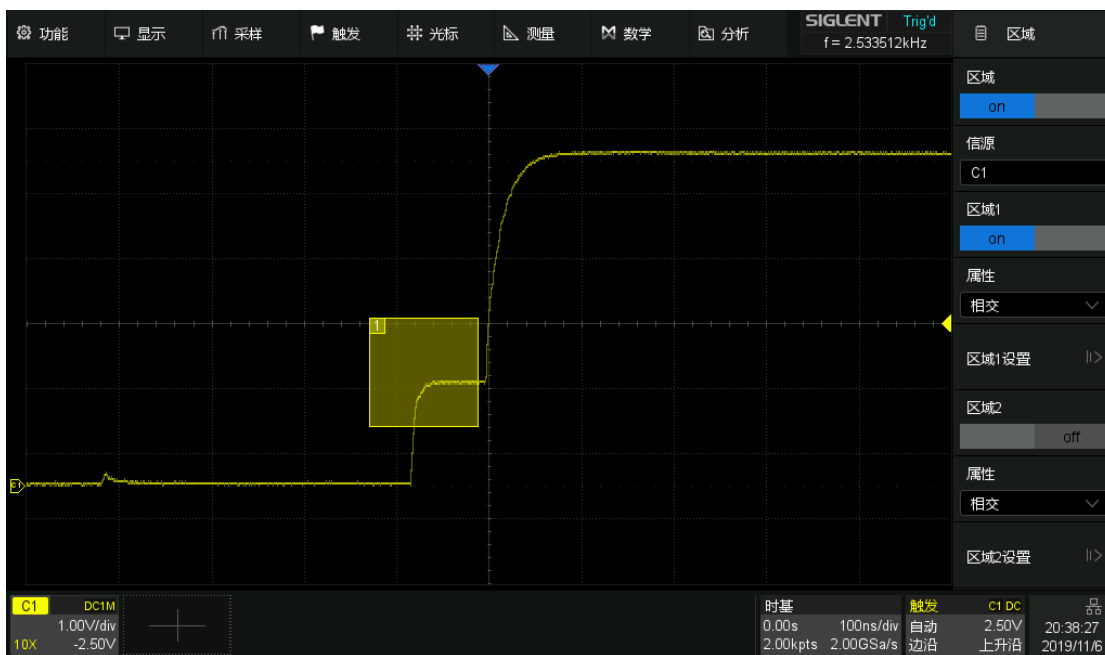 功能 显示 采样 触发 光标 测量 数学 分析 SIGLENT Trig'd
f = 2.533512kHz
区域
区域
on
信源
C1
区域1
on
属性
相交
区域1设置
区域2
off
属性
相交
区域2设置
1
C1
C1 DC1M
1.00V/div
10X -2.50V
时基
0.00s 100ns/div
2.00kpts 2.00GSa/s
触发 C1 DC
自动 2.50V
边沿 上升沿
20:38:27
2019/11/6